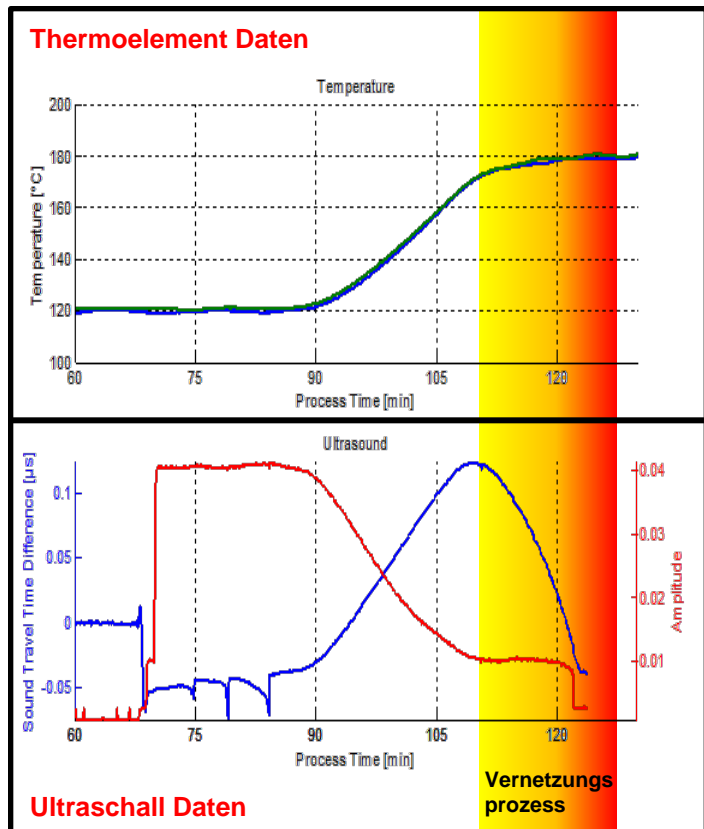 Thermoelement Daten
Temperature
Temperature [°C]
200
180
160
140
120
100
60
75
90
105
120
Process Time [min]
Ultrasound
Sound Travel Time Difference [µs]
0.1
0.05
0
-0.05
0.04
0.03
0.02
0.01
Amplitude
60
75
90
105
120
Process Time [min]
Vernetzungs
prozess
Ultraschall Daten